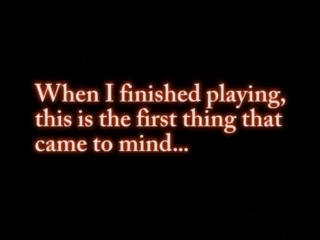 When I finished playing,
this is the first thing that
came to mind...